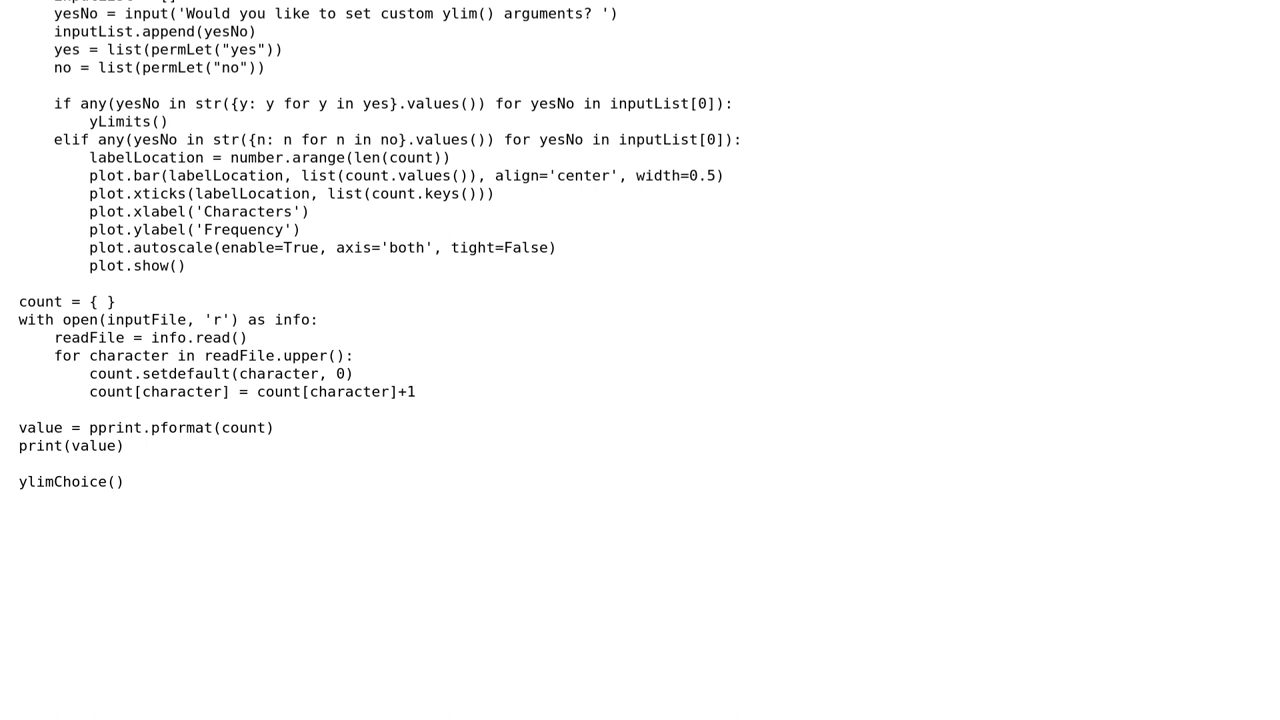 yesNo = input('Would you like to set custom ylim() arguments? ')
inputList.append(yesNo)
yes = list(permLet("yes"))
no = list(permLet("no"))
if any(yesNo in str({y: y for y in yes}.values()) for yesNo in inputList[0]):
yLimits()
elif any(yesNo in str({n: n for n in no}.values()) for yesNo in inputList[0]):
labelLocation = number.arange(len(count))
plot.bar(labelLocation, list(count.values()), align='center', width=0.5)
plot.xticks(labelLocation, list(count.keys()))
plot.xlabel('Characters')
plot.ylabel('Frequency')
plot.autoscale(enable=True, axis='both', tight=False)
plot.show()
count = { }
with open(inputFile, 'r') as info:
readFile = info.read()
for character in readFile.upper():
count.setdefault(character, 0)
count[character] = count[character]+1
value = pprint.pformat(count)
print(value)
ylimChoice()